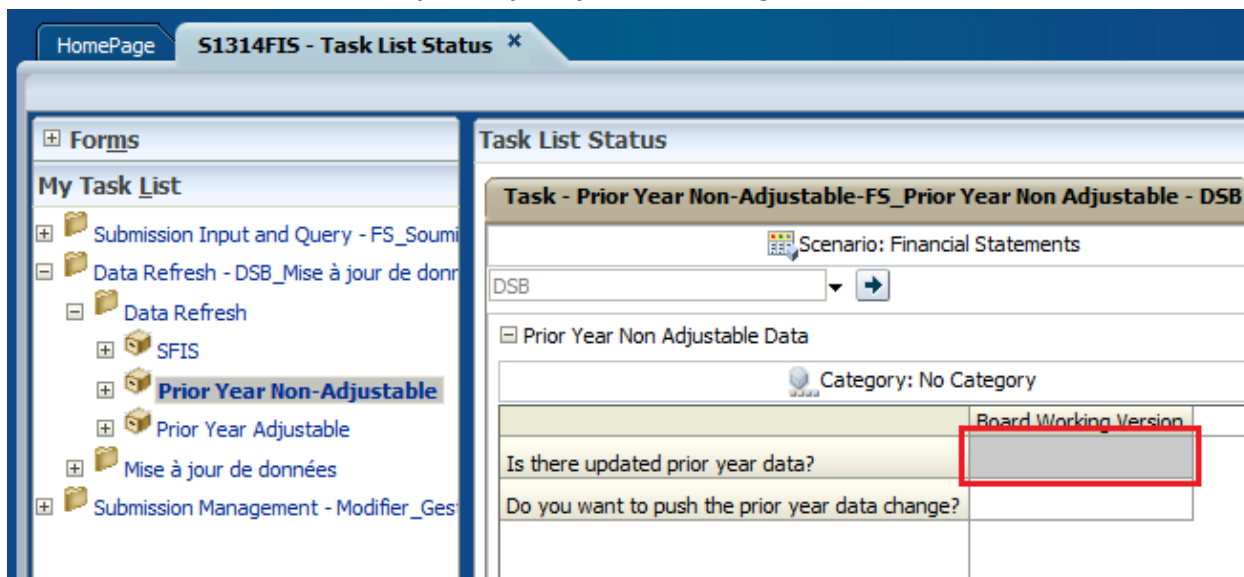 HomePage
S1314FIS - Task List Status ×
Forms
My Task List
Submission Input and Query - FS_Soumi
Data Refresh - DSB_Mise à jour de donr
Data Refresh
SFIS
Prior Year Non-Adjustable
Prior Year Adjustable
Mise à jour de données
Submission Management - Modifier_Ges
Task List Status
Task - Prior Year Non-Adjustable-FS_Prior Year Non Adjustable - DSB
Scenario: Financial Statements
DSB
Prior Year Non Adjustable Data
Category: No Category
Board Working Version
Is there updated prior year data?
Do you want to push the prior year data change?